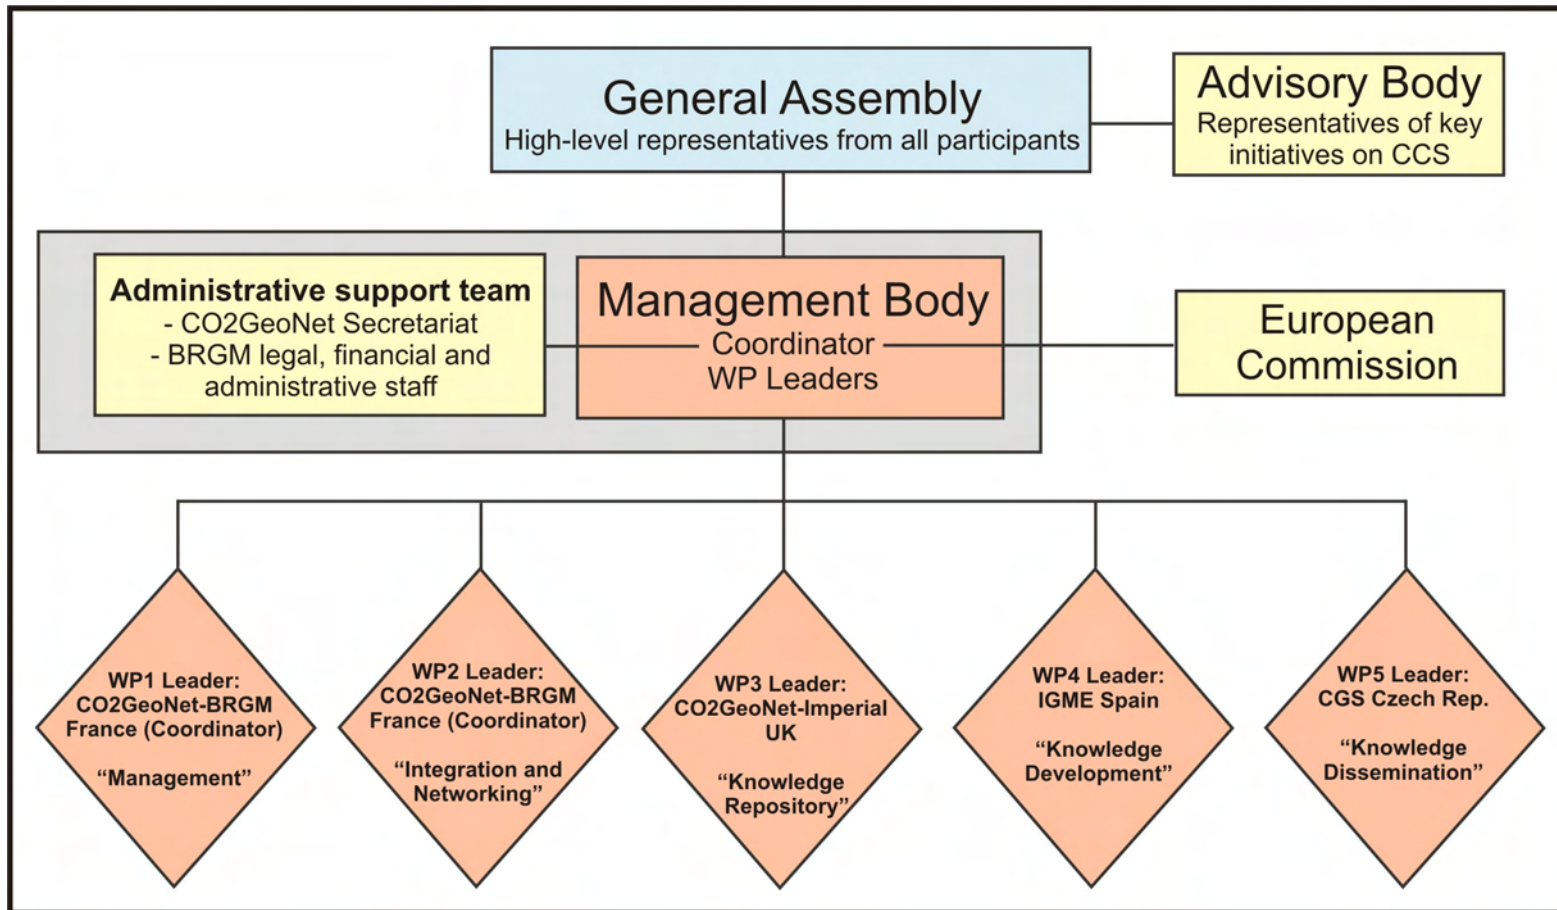 General Assembly
High-level representatives from all participants
Advisory Body
Representatives of key
initiatives on CCS
Administrative support team
- CO2GeoNet Secretariat
- BRGM legal, financial and
administrative staff
Management Body
Coordinator
WP Leaders
European
Commission
WP1 Leader:
CO2GeoNet-BRGM
France (Coordinator)
“Management”
WP2 Leader:
CO2GeoNet-BRGM
France (Coordinator)
“Integration and
Networking”
WP3 Leader:
CO2GeoNet-Imperial
UK
“Knowledge
Repository”
WP4 Leader:
IGME Spain
“Knowledge
Development”
WP5 Leader:
CGS Czech Rep.
“Knowledge
Dissemination”